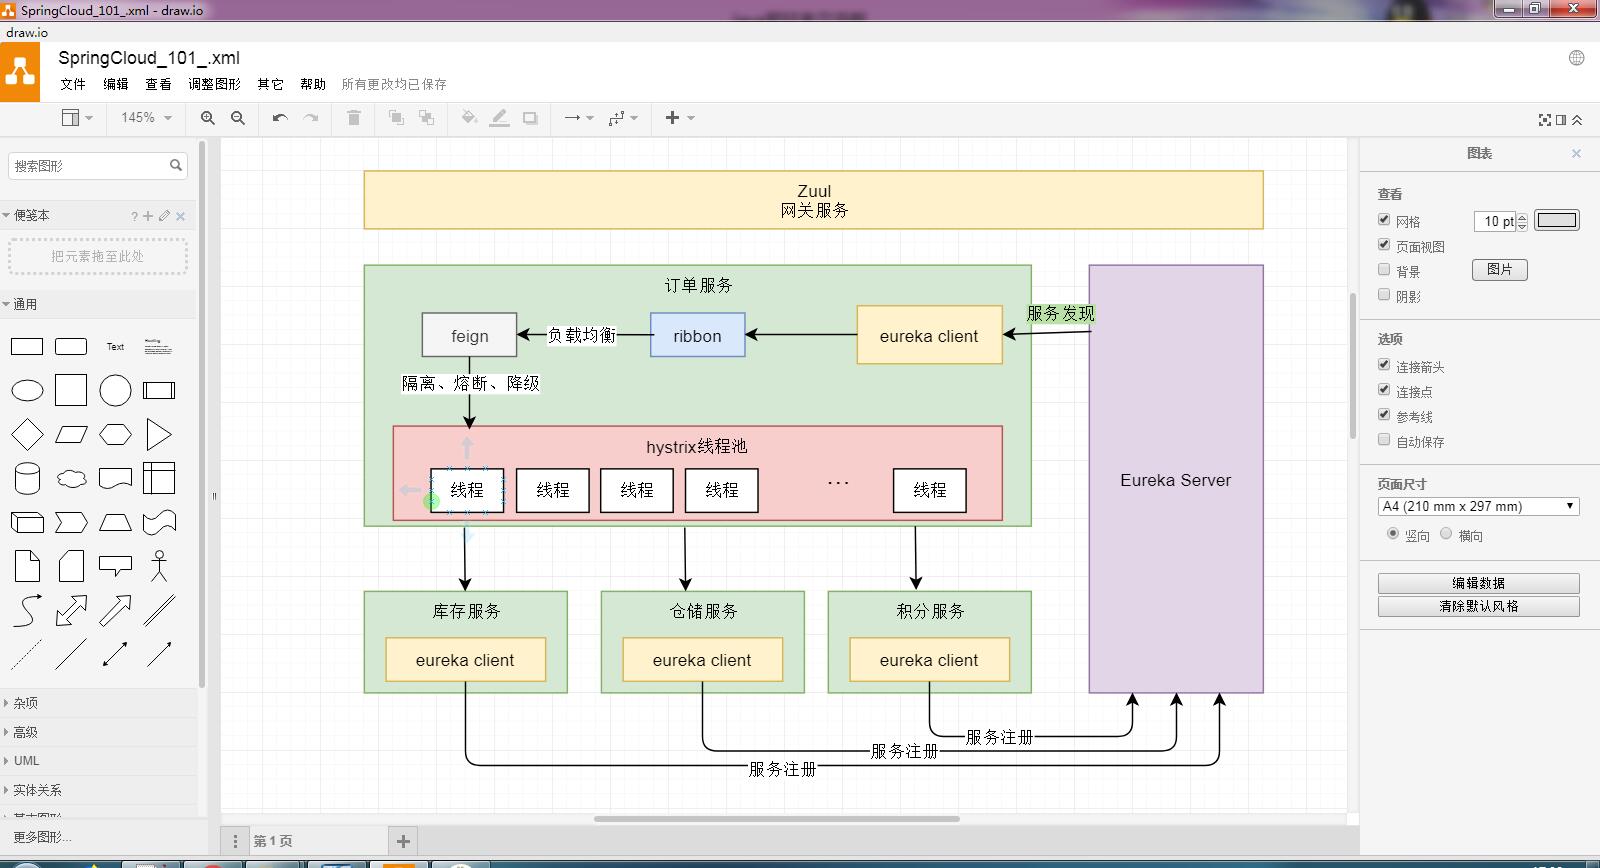 SpringCloud_101_.xml - draw.io
draw.io
SpringCloud_101_.xml
文件 编辑 查看 调整图形 其它 帮助 所有更改均已保存
145%
搜索图形
便笺本
?
把元素拖至此处
通用
Text
Heading
杂项
高级
UML
实体关系
更多图形...
Zuul
网关服务
订单服务
服务发现
feign
负载均衡
ribbon
eureka client
隔离、熔断、降级
hystrix线程池
线程
线程
线程
线程
...
线程
Eureka Server
库存服务
eureka client
仓储服务
eureka client
积分服务
eureka client
服务注册
服务注册
服务注册
第 1 页
图表
查看
网格
10 pt
页面视图
背景
图片
阴影
选项
连接箭头
连接点
参考线
自动保存
页面尺寸
A4 (210 mm x 297 mm)
竖向 横向
编辑数据
清除默认风格